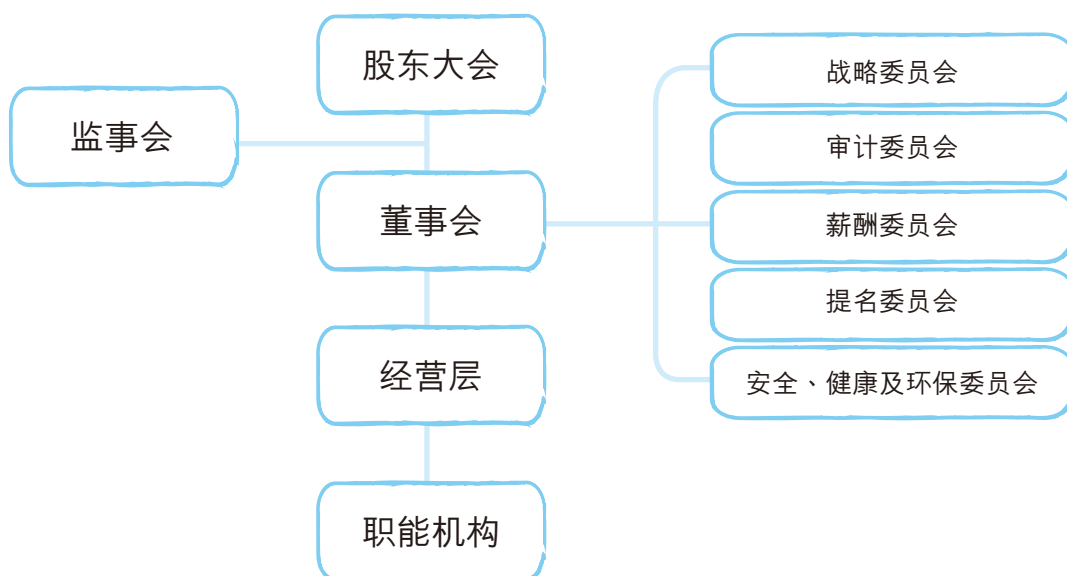 股东大会
监事会
董事会
经营层
职能机构
战略委员会
审计委员会
薪酬委员会
提名委员会
安全、健康及环保委员会